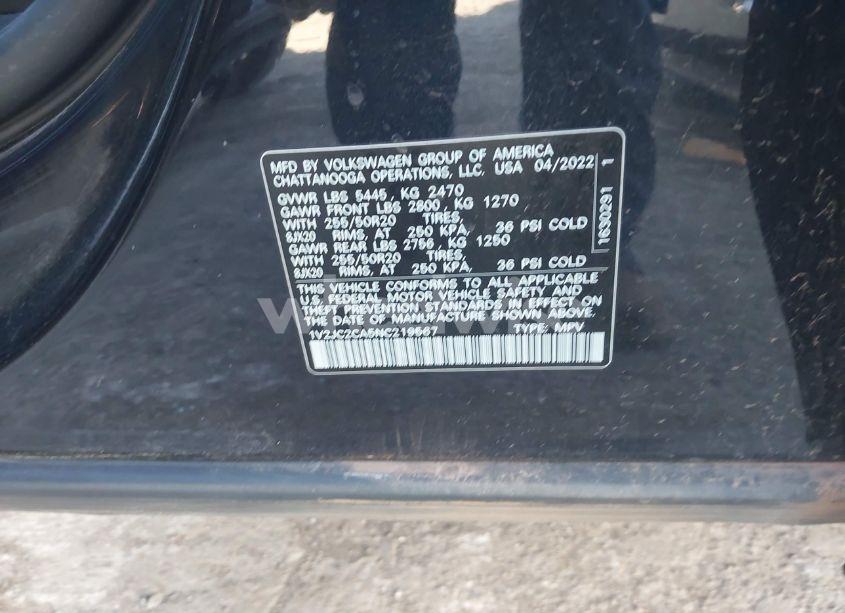 MFD BY VOLKSWAGEN GROUP OF AMERICA
CHATTANOOGA OPERATIONS, LLC. USA 04/2022
GVWR LBS 5445, KG 2470
GAWR FRONT LBS 2800, KG 1270
WITH 255/50R20 TIRES,
8JX20 RIMS, AT 250 KPA, 36 PSI COLD
GAWR REAR LBS 2756, KG 1250
WITH 255/50R20 TIRES,
8JX20 RIMS, AT 250 KPA, 36 PSI COLD
THIS VEHICLE CONFORMS TO ALL APPLICABLE
U.S. FEDERAL MOTOR VEHICLE SAFETY AND
THEFT PREVENTION STANDARDS IN EFFECT ON
THE DATE OF MANUFACTURE SHOWN ABOVE.
1V2JC2CA5NC219667 TYPE: MPV
1630291 1